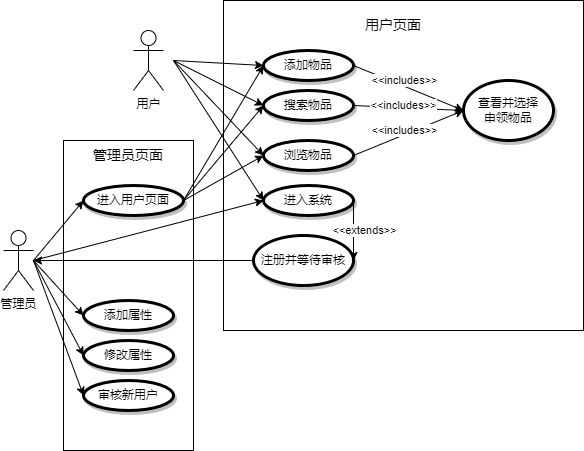 用户页面
添加物品
<<includes>>
搜索物品
<<includes>>
查看并选择
申领物品
用户
<<includes>>
浏览物品
管理员页面
进入用户页面
进入系统
<<extends>>
注册并等待审核
管理员
添加属性
修改属性
审核新用户